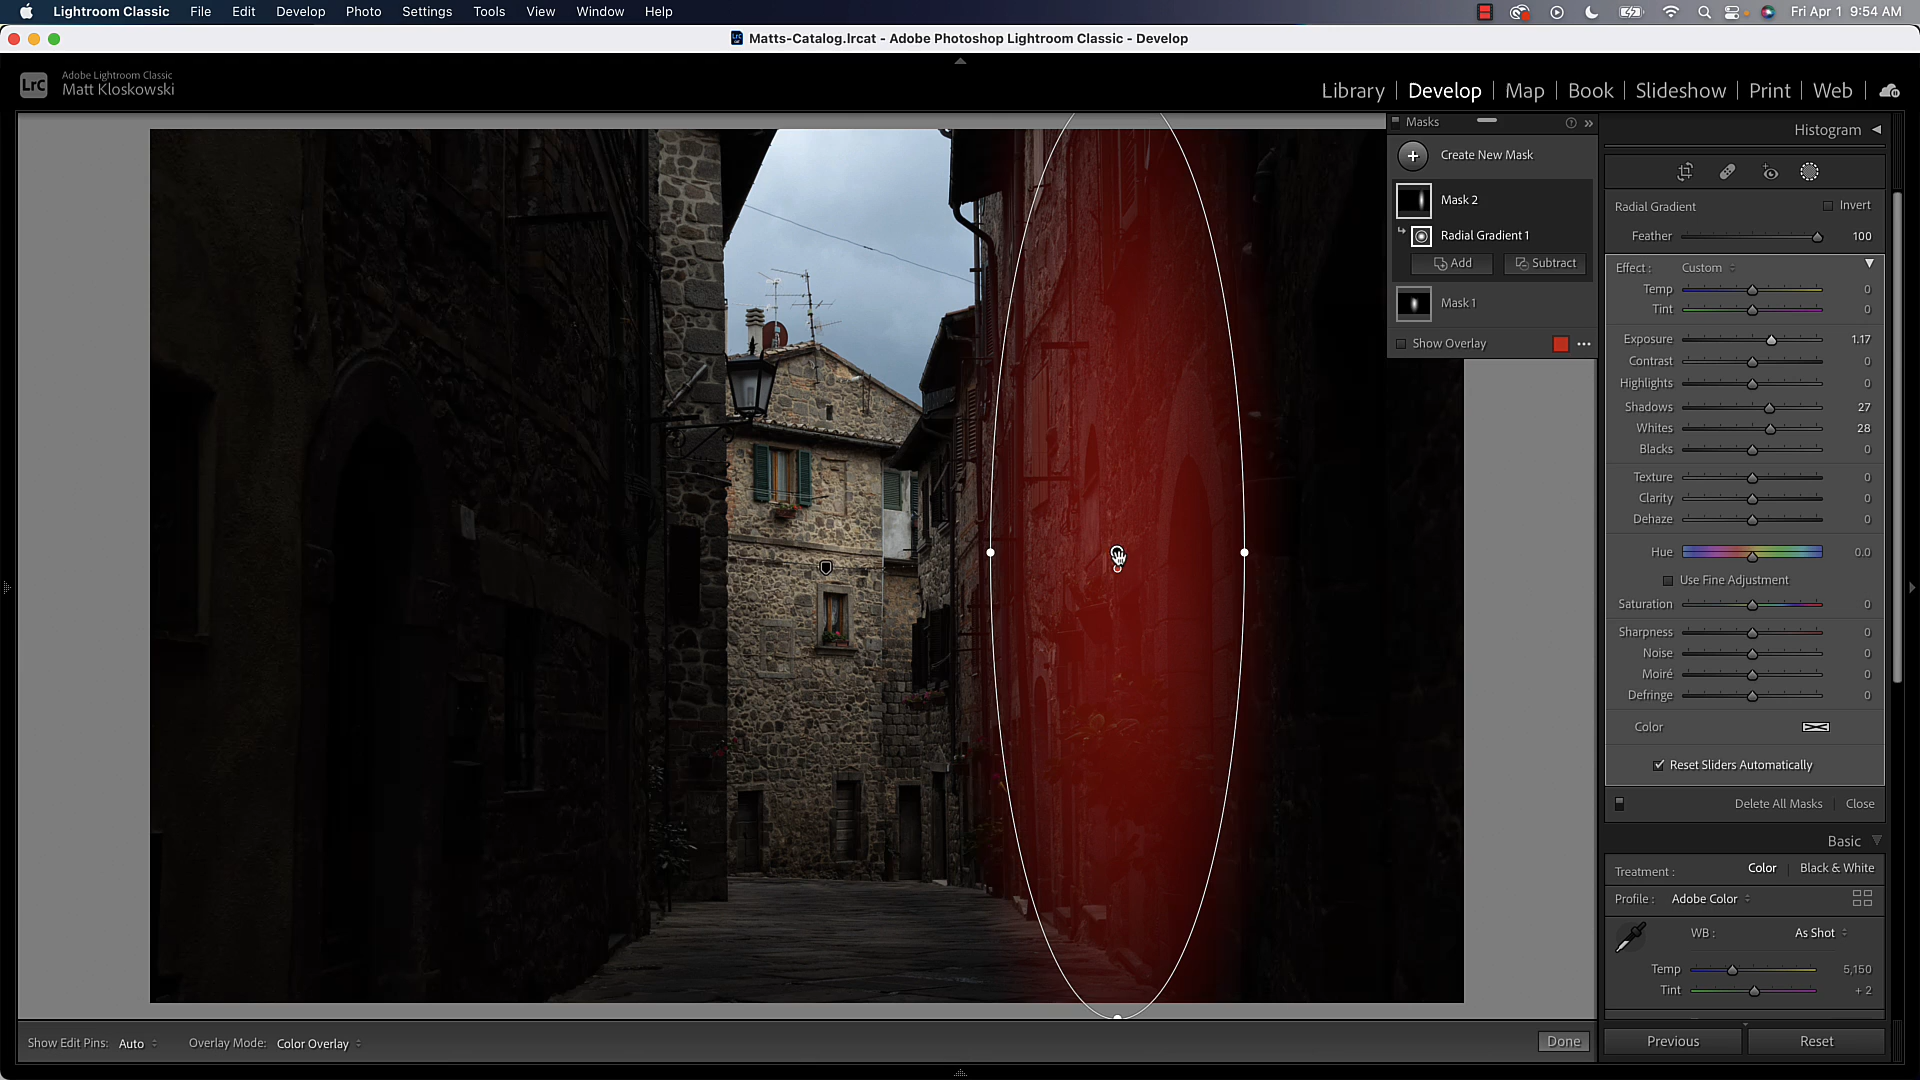 Lightroom Classic File Edit Develop Photo Settings Tools View Window Help Fri Apr 1 9:54 AM
Matts-Catalog.lrcat - Adobe Photoshop Lightroom Classic - Develop
LrC Adobe Lightroom Classic
Matt Kloskowski
Library Develop Map Book Slideshow Print Web
Masks
Create New Mask
Mask 2
Radial Gradient 1
Add Subtract
Mask 1
Show Overlay
Histogram
Radial Gradient Invert
Feather 100
Effect : Custom
Temp 0
Tint 0
Exposure 1.17
Contrast 0
Highlights 0
Shadows 27
Whites 28
Blacks 0
Texture 0
Clarity 0
Dehaze 0
Hue 0.0
Use Fine Adjustment
Saturation 0
Sharpness 0
Noise 0
Moiré 0
Defringe 0
Color
Reset Sliders Automatically
Delete All Masks Close
Basic
Treatment : Color Black & White
Profile : Adobe Color
WB : As Shot
Temp 5,150
Tint + 2
Previous Reset
Show Edit Pins: Auto Overlay Mode: Color Overlay Done